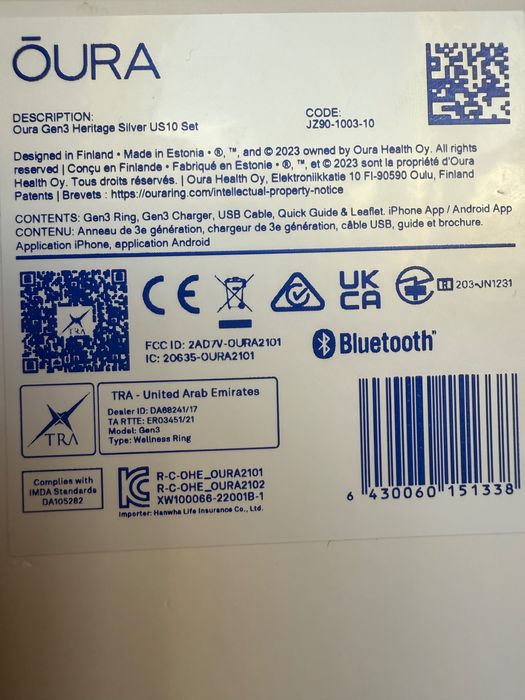 ŌURA
DESCRIPTION:
Oura Gen3 Heritage Silver US10 Set
CODE:
JZ90-1003-10
Designed in Finland • Made in Estonia • ®, ™, and © 2023 owned by Oura Health Oy. All rights
reserved | Conçu en Finlande • Fabriqué en Estonie • ®, ™, et © 2023 sont la propriété d'Oura
Health Oy. Tous droits réservés. | Oura Health Oy, Elektroniikkatie 10 FI-90590 Oulu, Finland
Patents | Brevets : https://ouraring.com/intellectual-property-notice
CONTENTS: Gen3 Ring, Gen3 Charger, USB Cable, Quick Guide & Leaflet. iPhone App / Android App
CONTENU: Anneau de 3e génération, chargeur de 3e génération, câble USB, guide et brochure.
Application iPhone, application Android
TRA
CE
UK
CA
R 203-JN1231
FCC ID: 2AD7V-OURA2101
IC: 20635-OURA2101
Bluetooth®
TRA
TRA - United Arab Emirates
Dealer ID: DA88241/17
TA RTTE: ER03451/21
Model: Gen3
Type: Wellness Ring
Complies with
IMDA Standards
DA105282
R-C-OHE_OURA2101
R-C-OHE_OURA2102
XW100066-22001B-1
Importer: Hanwha Life Insurance Co., Ltd.
6 430060 151338